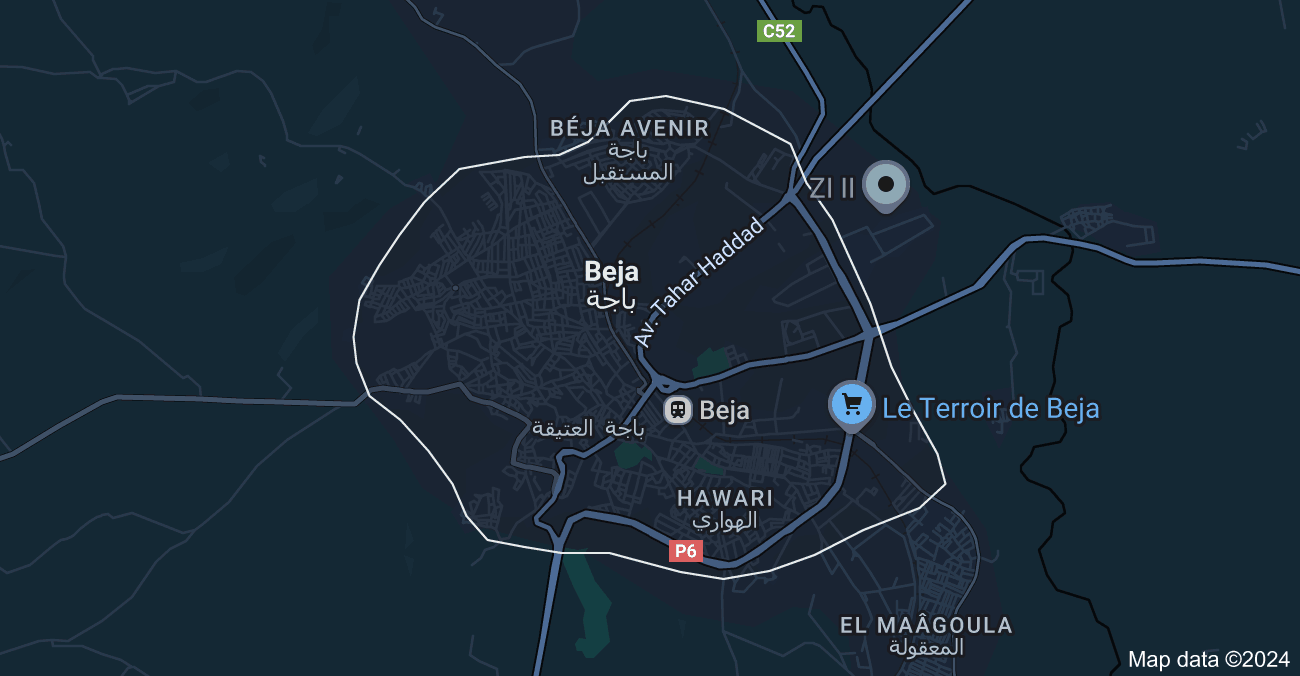 C52
BÉJA AVENIR
باجة
المستقبل
ZI II
Av. Tahar Haddad
Beja
باجة
Beja
Le Terroir de Beja
باجة العتيقة
HAWARI
الهواري
P6
EL MAÂGOULA
المعقولة
Map data ©2024